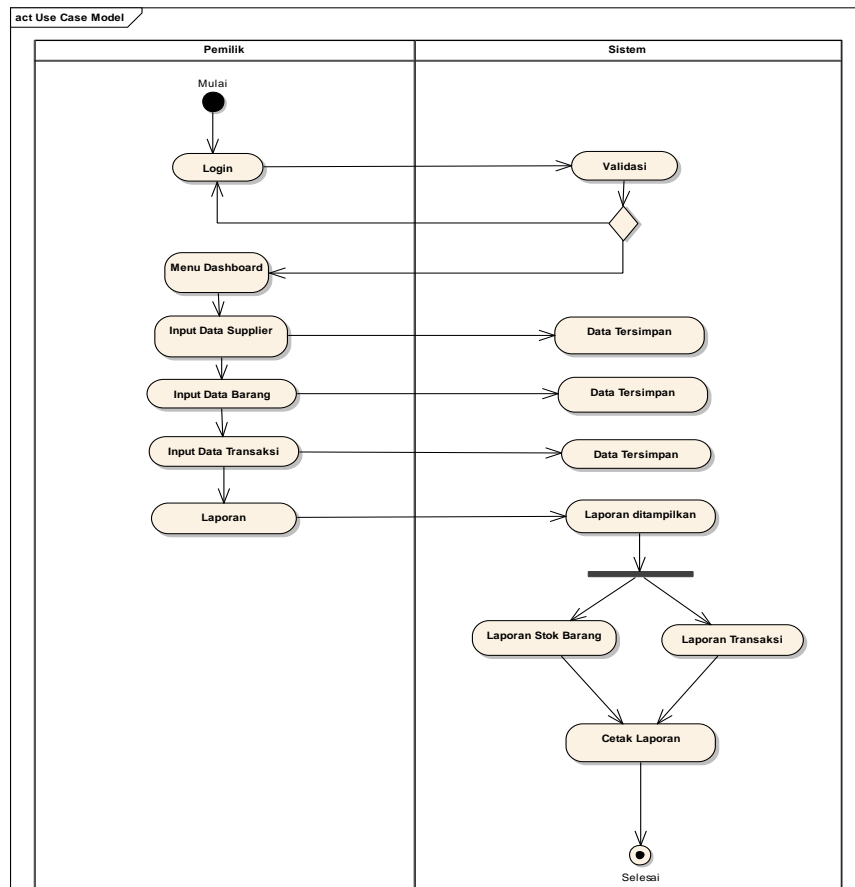 act Use Case Model
Pemilik
Sistem
Mulai
Login
Validasi
Menu Dashboard
Input Data Supplier
Data Tersimpan
Input Data Barang
Data Tersimpan
Input Data Transaksi
Data Tersimpan
Laporan
Laporan ditampilkan
Laporan Stok Barang
Laporan Transaksi
Cetak Laporan
Selesai